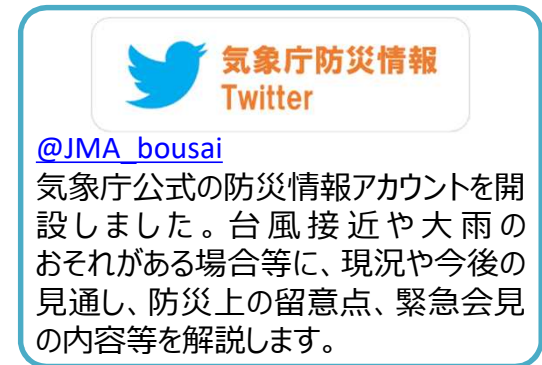 気象庁防災情報
Twitter
@JMA_bousai
気象庁公式の防災情報アカウントを開
設しました。台風接近や大雨の
おそれがある場合等に、現況や今後の
見通し、防災上の留意点、緊急会見
の内容等を解説します。